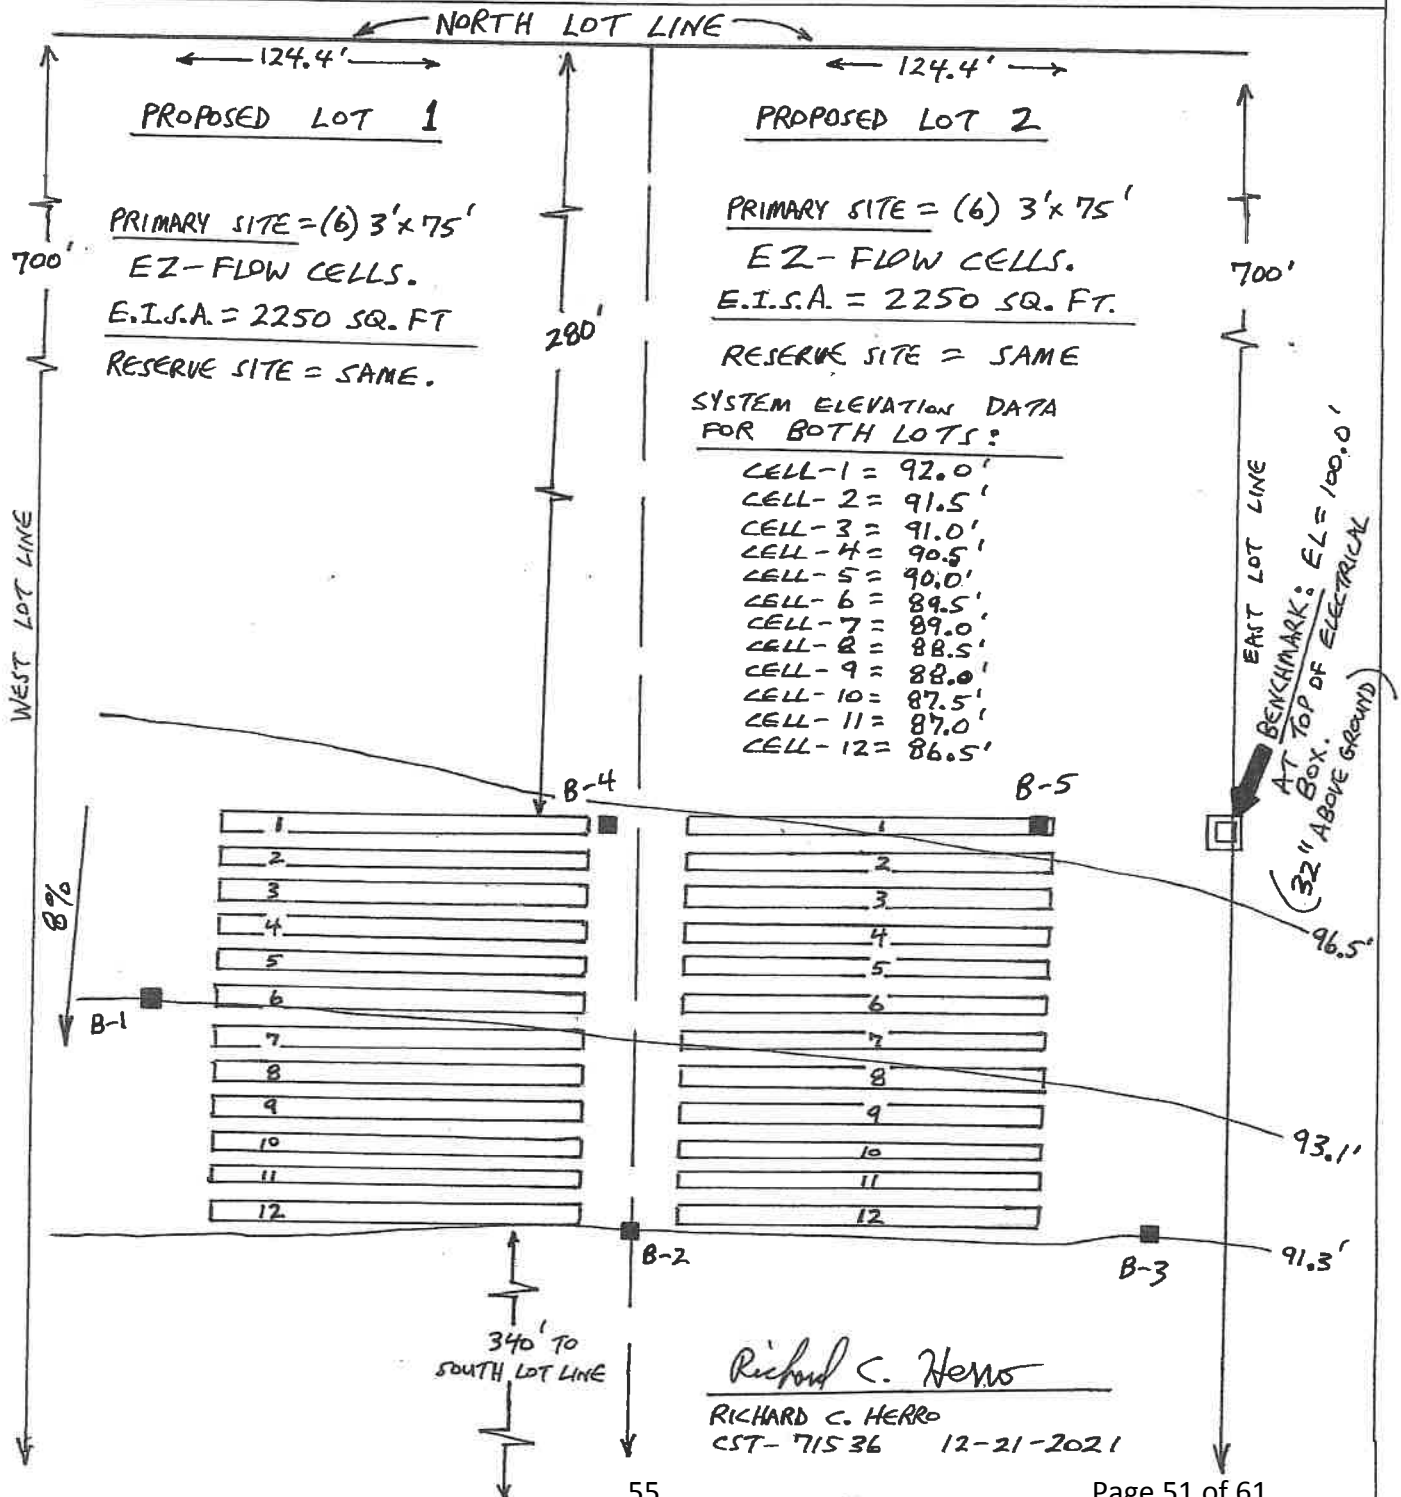 NORTH LOT LINE
124.4'
124.4'
PROPOSED LOT 1
PROPOSED LOT 2
PRIMARY SITE = (6) 3' x 75'
EZ-FLOW CELLS.
E.I.S.A. = 2250 SQ. FT
RESERVE SITE = SAME.
PRIMARY SITE = (6) 3' x 75'
EZ-FLOW CELLS.
E.I.S.A. = 2250 SQ. FT.
RESERVE SITE = SAME
700'
280'
700'
SYSTEM ELEVATION DATA
FOR BOTH LOTS:
CELL-1 = 92.0'
CELL-2 = 91.5'
CELL-3 = 91.0'
CELL-4 = 90.5'
CELL-5 = 90.0'
CELL-6 = 89.5'
CELL-7 = 89.0'
CELL-8 = 88.5'
CELL-9 = 88.0'
CELL-10 = 87.5'
CELL-11 = 87.0'
CELL-12 = 86.5'
WEST LOT LINE
EAST LOT LINE
BENCHMARK: EL = 100.0'
AT TOP OF ELECTRICAL
BOX.
(32" ABOVE GROUND)
B-4
B-5
8%
1
2
3
4
5
6
7
8
9
10
11
12
1
2
3
4
5
6
7
8
9
10
11
12
96.5'
B-1
93.1'
B-2
B-3
91.3'
340' TO
SOUTH LOT LINE
Richard C. Herro
RICHARD C. HERRO
CST-71536 12-21-2021
55
Page 51 of 61